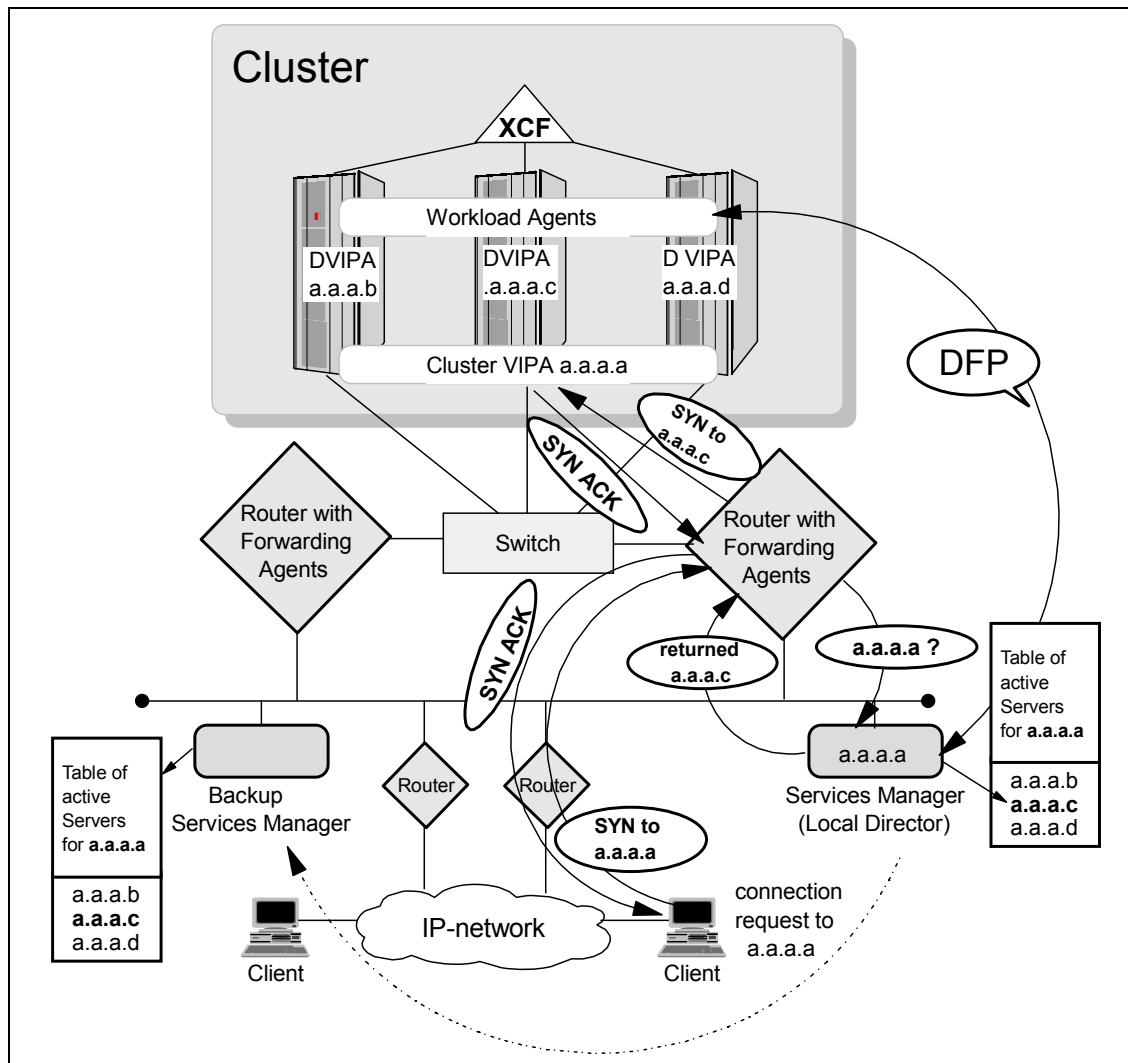 Cluster
XCF
Workload Agents
DVIPA
a.a.a.b
DVIPA
.a.a.a.c
D VIPA
a.a.a.d
Cluster VIPA a.a.a.a
DFP
SYN to
a.a.a.c
SYN ACK
Router with
Forwarding
Agents
Switch
Router with
Forwarding
Agents
SYN ACK
returned
a.a.a.c
a.a.a.a ?
Table of
active
Servers
for a.a.a.a
a.a.a.b
a.a.a.c
a.a.a.d
Table of
active
Servers
for a.a.a.a
a.a.a.b
a.a.a.c
a.a.a.d
Backup
Services Manager
Router
Router
a.a.a.a
Services Manager
(Local Director)
SYN to
a.a.a.a
connection
request to
a.a.a.a
IP-network
Client
Client